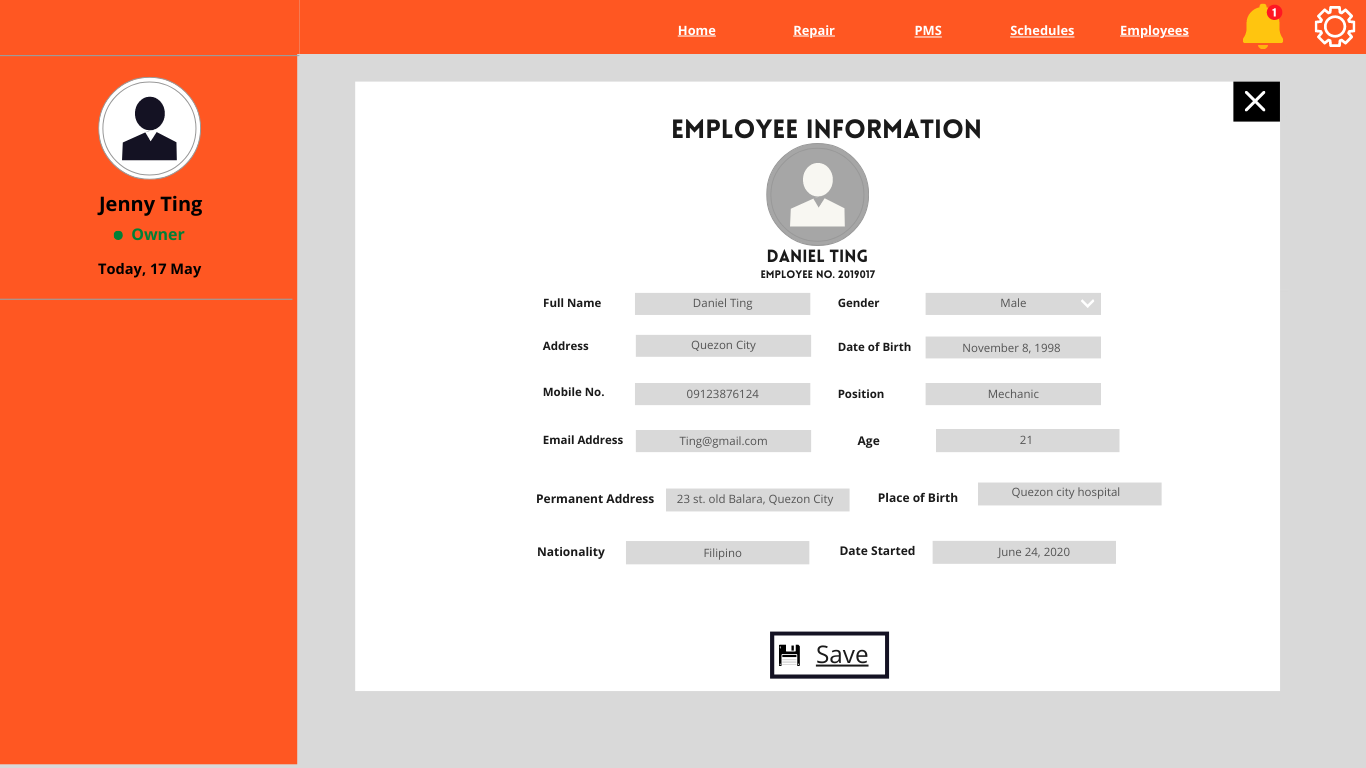 Home Repair PMS Schedules Employees 1
Jenny Ting
Owner
Today, 17 May
EMPLOYEE INFORMATION
DANIEL TING
EMPLOYEE NO. 2019017
Full Name Daniel Ting Gender Male
Address Quezon City Date of Birth November 8, 1998
Mobile No. 09123876124 Position Mechanic
Email Address Ting@gmail.com Age 21
Permanent Address 23 st. old Balara, Quezon City Place of Birth Quezon city hospital
Nationality Filipino Date Started June 24, 2020
Save